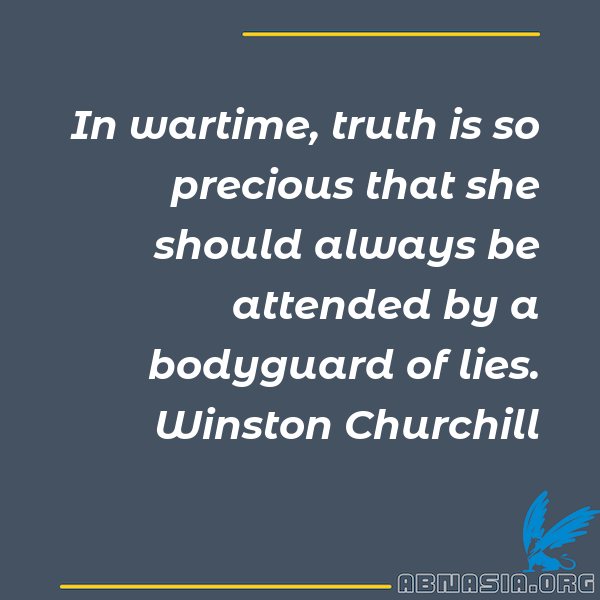 In wartime, truth is so
precious that she
should always be
attended by a
bodyguard of lies.
Winston Churchill
ABNASIA.ORG